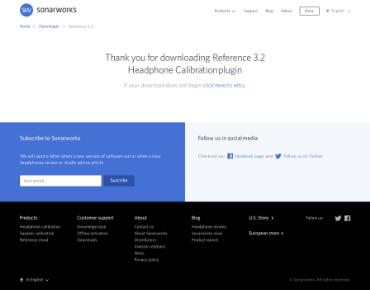 SW sonarworks
Products Support Blog About Store English
Home > Downloads > Reference 3.2
Thank you for downloading Reference 3.2
Headphone Calibration plugin
If your download does not begin click here to retry.
Subscribe to Sonarworks
We will send a letter when a new version of software out or when a new
headphones review or studio advice article
Your email...
Subscribe
Follow us in social media
Check out our Facebook page and Follow us on Twitter
Products
Headphone calibration
Speaker calibration
Reference cloud
Customer support
Knowledge base
Offline activation
Downloads
About
Contact us
About Sonarworks
Distributors
Investor relations
News
Privacy policy
Blog
Headphone reviews
Sonarworks news
Product award
U.S. Store >
European store >
Follow us:
In English
© Sonarworks. All rights reserved.